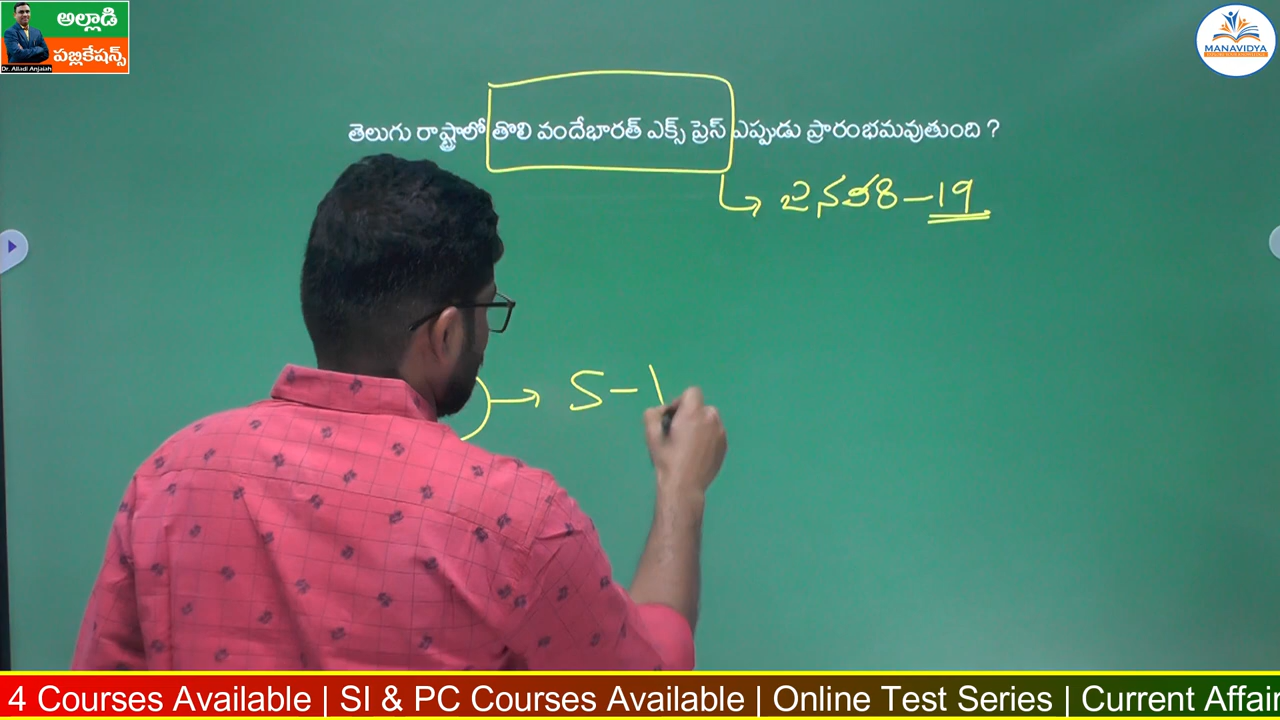 అల్లాడి
పబ్లికేషన్స్
Dr. Alladi Anjaiah
MANAVIDYA
తెలుగు రాష్ట్రాలో తొలి వందేభారత్ ఎక్స్ ప్రెస్ ఎప్పుడు ప్రారంభమవుతుంది ?
జనవరి - 19
S - 1
4 Courses Available | SI & PC Courses Available | Online Test Series | Current Affair